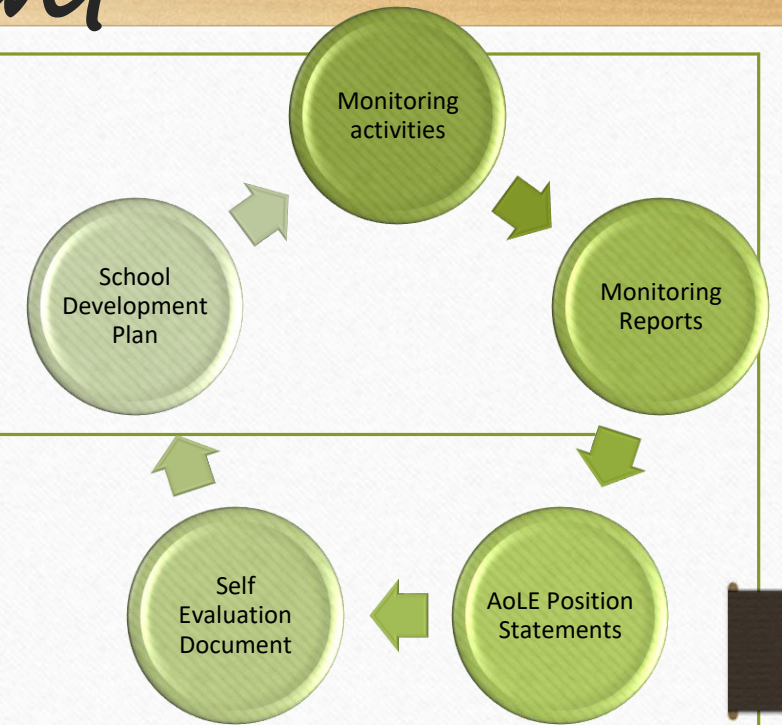 Monitoring
activities
Monitoring
Reports
AoLE Position
Statements
Self
Evaluation
Document
School
Development
Plan